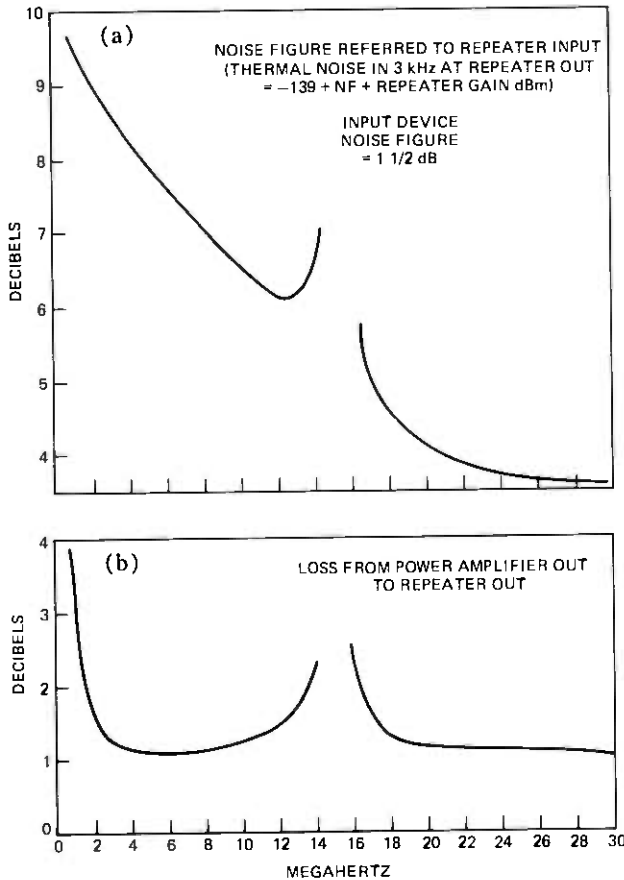 (a)
NOISE FIGURE REFERRED TO REPEATER INPUT
(THERMAL NOISE IN 3 kHz AT REPEATER OUT
= −139 + NF + REPEATER GAIN dBm)
INPUT DEVICE
NOISE FIGURE
= 1 1/2 dB
10
9
8
7
6
5
4
DECIBELS
(b)
LOSS FROM POWER AMPLIFIER OUT
TO REPEATER OUT
4
3
2
1
0
DECIBELS
0 2 4 6 8 10 12 14 16 18 20 22 24 26 28 30
MEGAHERTZ